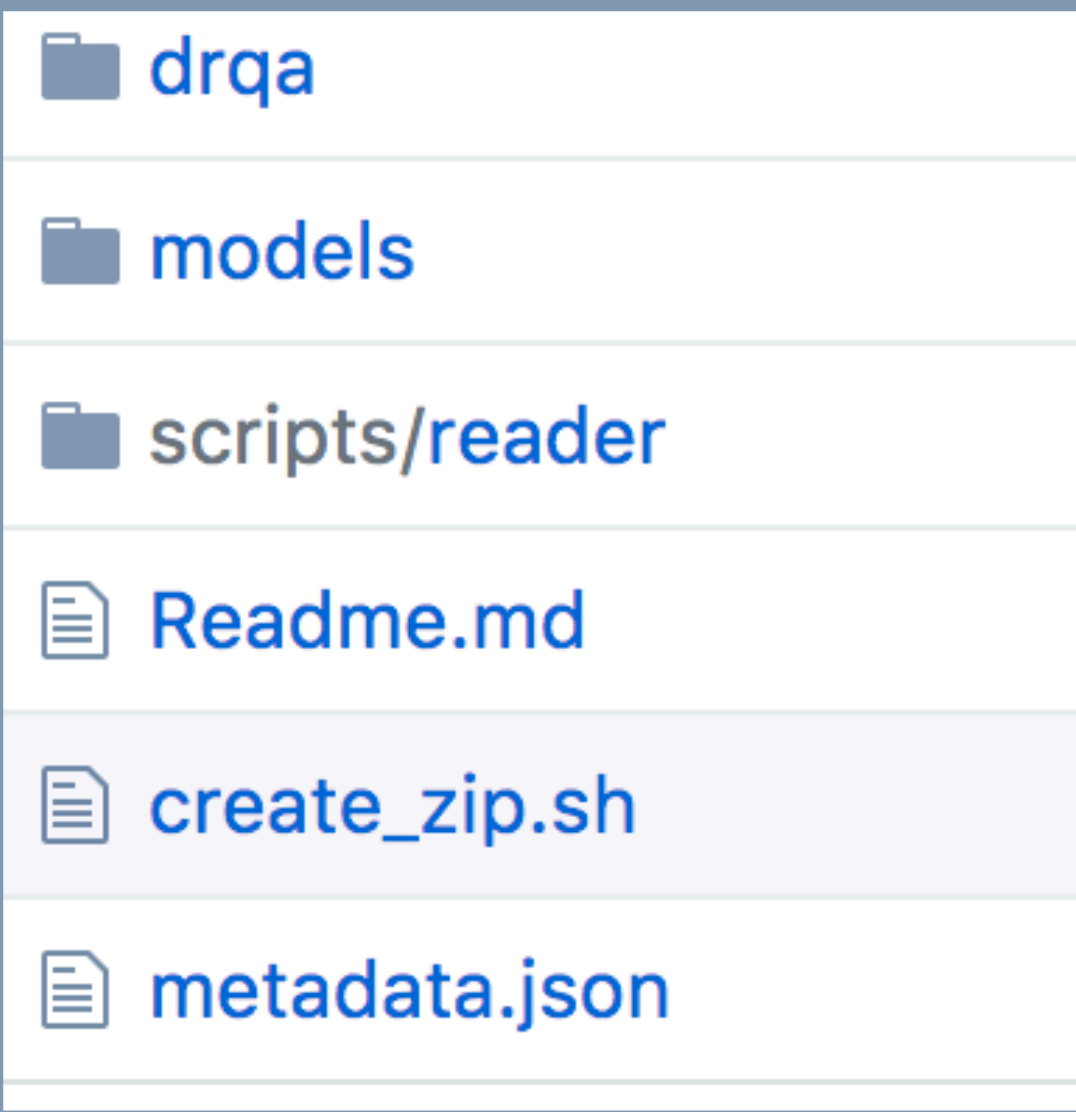 drqa
models
scripts/reader
Readme.md
create_zip.sh
metadata.json